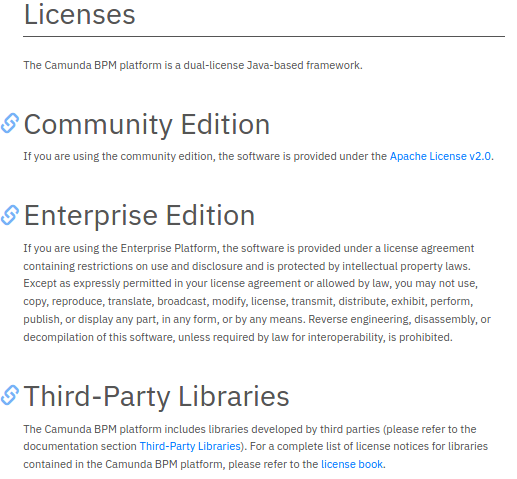 Licenses
The Camunda BPM platform is a dual-license Java-based framework.
Community Edition
If you are using the community edition, the software is provided under the Apache License v2.0.
Enterprise Edition
If you are using the Enterprise Platform, the software is provided under a license agreement
containing restrictions on use and disclosure and is protected by intellectual property laws.
Except as expressly permitted in your license agreement or allowed by law, you may not use,
copy, reproduce, translate, broadcast, modify, license, transmit, distribute, exhibit, perform,
publish, or display any part, in any form, or by any means. Reverse engineering, disassembly, or
decompilation of this software, unless required by law for interoperability, is prohibited.
Third-Party Libraries
The Camunda BPM platform includes libraries developed by third parties (please refer to the
documentation section Third-Party Libraries). For a complete list of license notices for libraries
contained in the Camunda BPM platform, please refer to the license book.